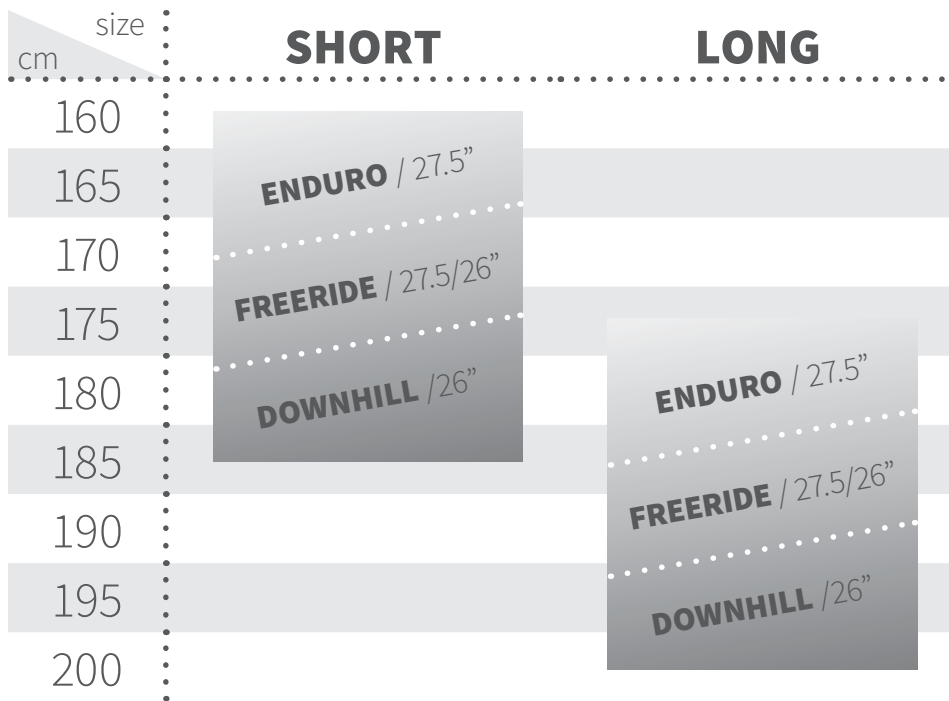 size
cm
SHORT LONG
160
165
170
175
180
185
190
195
200
ENDURO / 27.5”
FREERIDE / 27.5/26”
DOWNHILL /26”
ENDURO / 27.5”
FREERIDE / 27.5/26”
DOWNHILL /26”